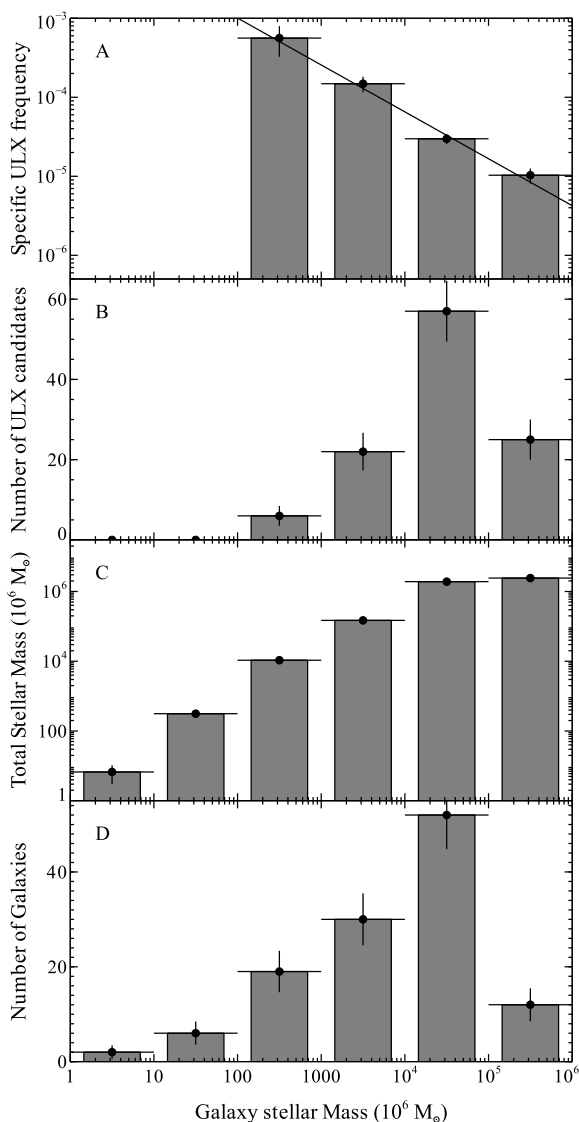 10⁻³
A
10⁻⁴
10⁻⁵
10⁻⁶
Specific ULX frequency
B
60
40
20
0
Number of ULX candidates
C
10⁶
10⁴
100
1
Total Stellar Mass (10⁶ M⊙)
D
40
20
0
Number of Galaxies
1 10 100 1000 10⁴ 10⁵ 10⁶
Galaxy stellar Mass (10⁶ M⊙)